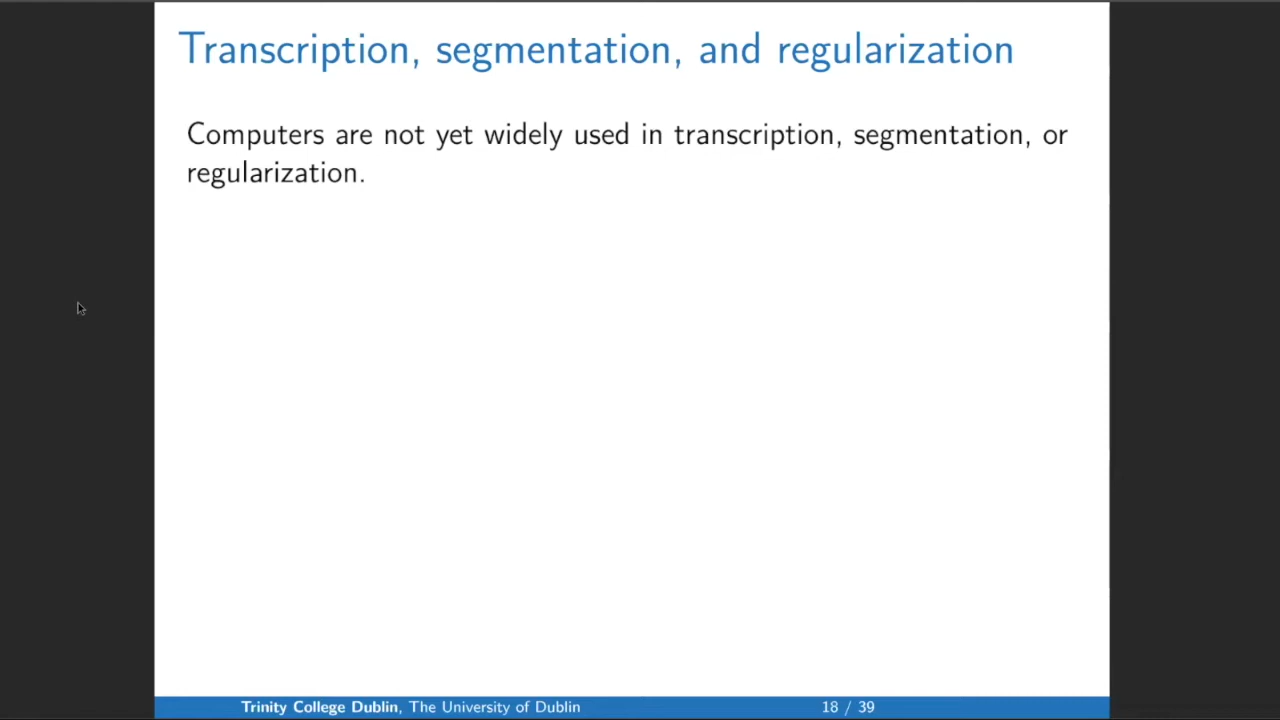 Transcription, segmentation, and regularization
Computers are not yet widely used in transcription, segmentation, or
regularization.
Trinity College Dublin, The University of Dublin 18 / 39